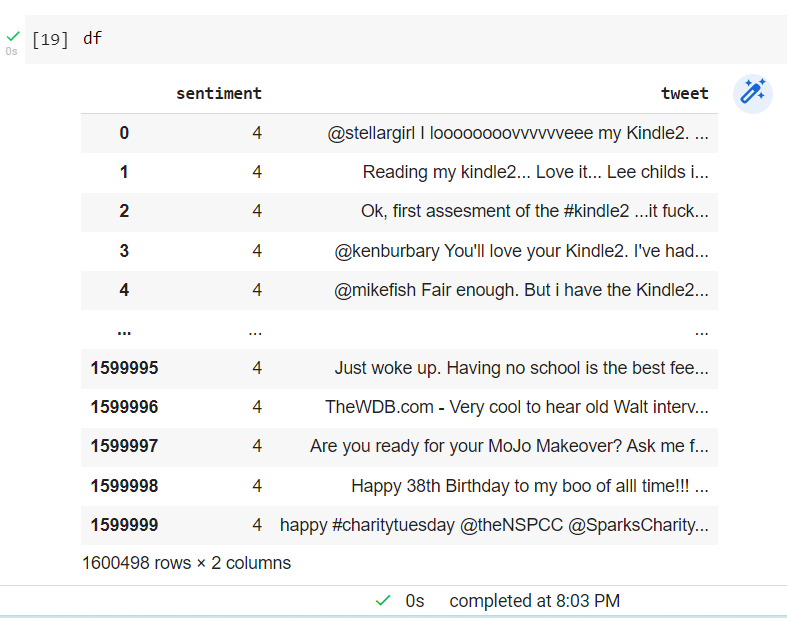 [19] df
0s
sentiment tweet
0 4 @stellargirl I loooooooovvvvvveee my Kindle2. ...
1 4 Reading my kindle2... Love it... Lee childs i...
2 4 Ok, first assesment of the #kindle2 ...it fuck...
3 4 @kenburbary You'll love your Kindle2. I've had...
4 4 @mikefish Fair enough. But i have the Kindle2...
... ... ...
1599995 4 Just woke up. Having no school is the best fee...
1599996 4 TheWDB.com - Very cool to hear old Walt interv...
1599997 4 Are you ready for your MoJo Makeover? Ask me f...
1599998 4 Happy 38th Birthday to my boo of alll time!!! ...
1599999 4 happy #charitytuesday @theNSPCC @SparksCharity...
1600498 rows × 2 columns
0s completed at 8:03 PM